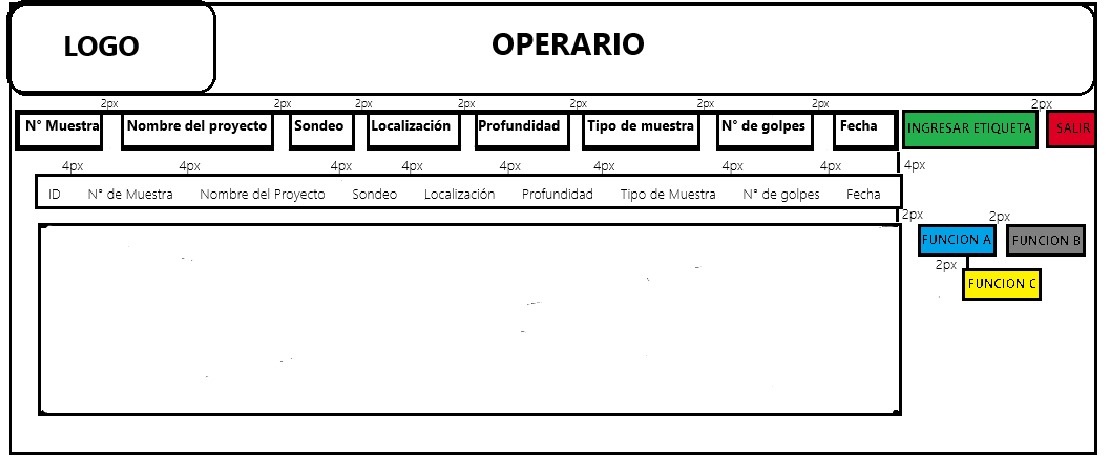 LOGO
OPERARIO
2px 2px 2px 2px 2px 2px 2px 2px
N° Muestra Nombre del proyecto Sondeo Localización Profundidad Tipo de muestra N° de golpes Fecha INGRESAR ETIQUETA SALIR
4px 4px 4px 4px 4px 4px 4px 4px 4px
ID N° de Muestra Nombre del Proyecto Sondeo Localización Profundidad Tipo de Muestra N° de golpes Fecha
2px 2px
FUNCION A FUNCION B
2px
FUNCION C